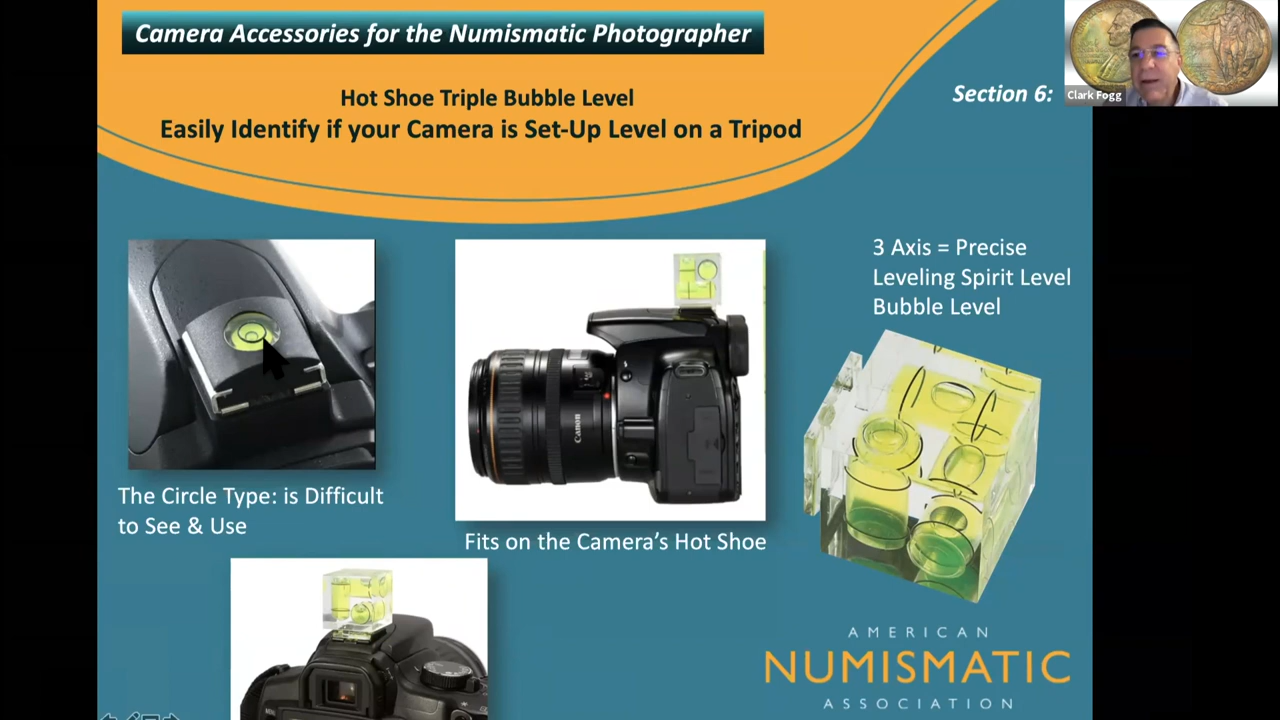 Camera Accessories for the Numismatic Photographer
Hot Shoe Triple Bubble Level
Easily Identify if your Camera is Set-Up Level on a Tripod
Section 6:
Clark Fogg
3 Axis = Precise
Leveling Spirit Level
Bubble Level
Canon
The Circle Type: is Difficult
to See & Use
Fits on the Camera's Hot Shoe
AMERICAN
NUMISMATIC
ASSOCIATION